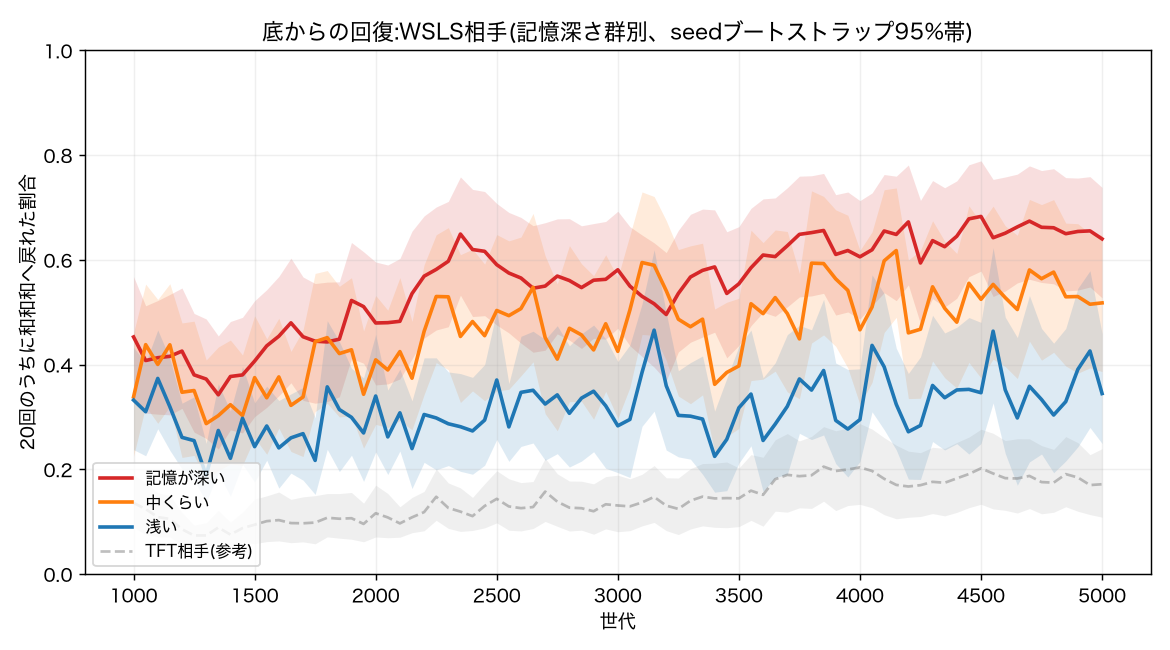 底からの回復:WSLS相手(記憶深さ群別、seedブートストラップ95%帯)
20回のうちに和和和へ戻れた割合
1.0
0.8
0.6
0.4
0.2
0.0
記憶が深い
中くらい
浅い
TFT相手(参考)
1000 1500 2000 2500 3000 3500 4000 4500 5000
世代